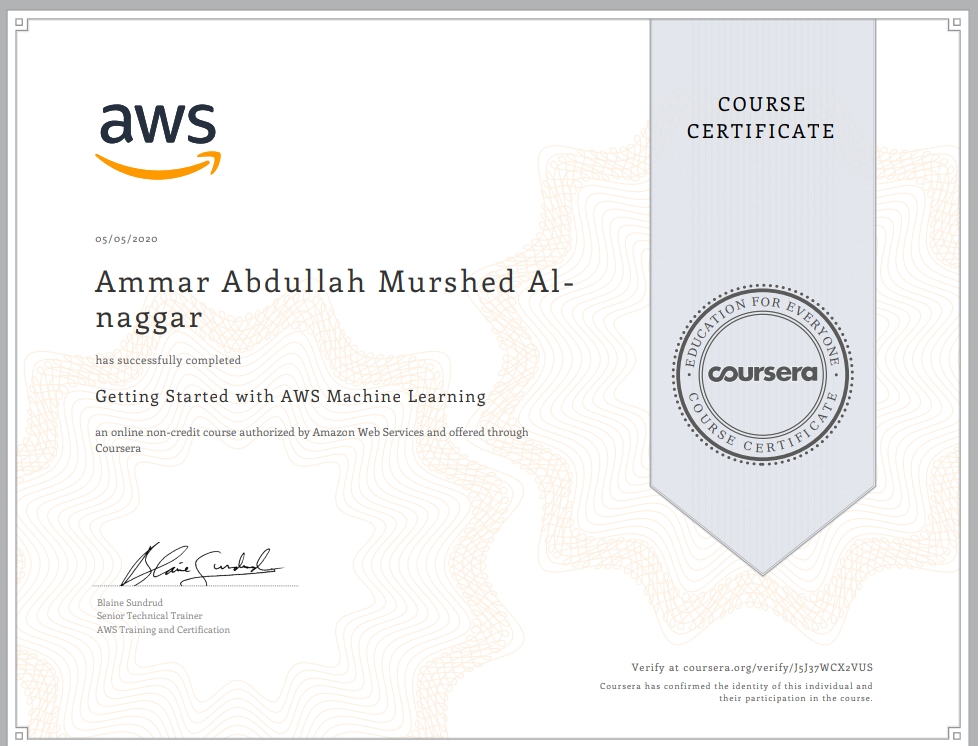 aws
COURSE
CERTIFICATE
05/05/2020
Ammar Abdullah Murshed Al-
naggar
has successfully completed
Getting Started with AWS Machine Learning
an online non-credit course authorized by Amazon Web Services and offered through
Coursera
EDUCATION FOR EVERYONE
coursera
COURSE CERTIFICATE
Blaine Sundrud
Blaine Sundrud
Senior Technical Trainer
AWS Training and Certification
Verify at coursera.org/verify/J5J37WCX2VUS
Coursera has confirmed the identity of this individual and
their participation in the course.